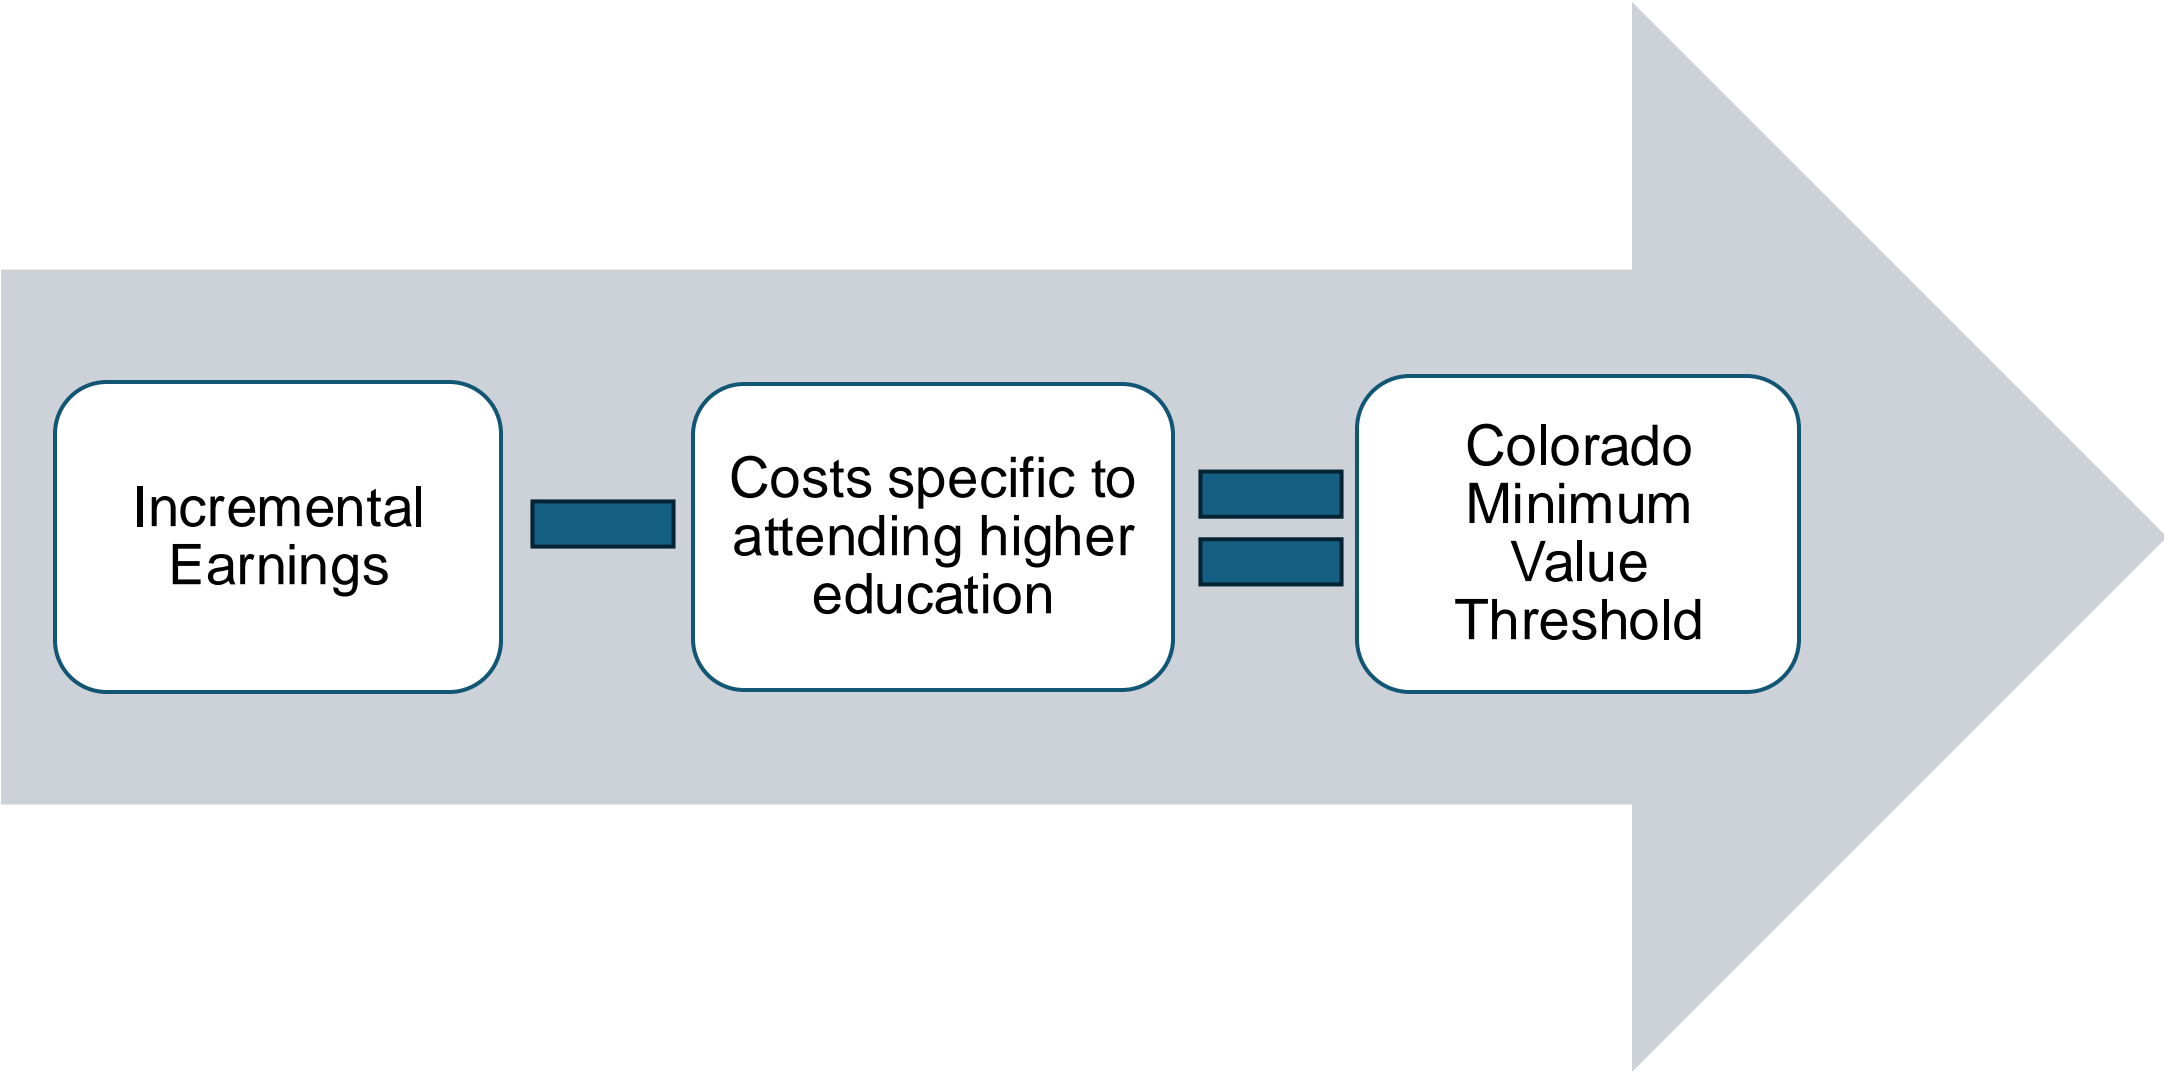 Incremental
Earnings
Costs specific to
attending higher
education
Colorado
Minimum
Value
Threshold